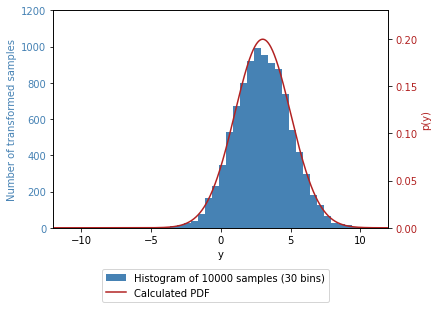 1200
1000
800
600
400
200
0
Number of transformed samples
0.20
0.15
0.10
0.05
0.00
p(y)
−10 −5 0 5 10
y
Histogram of 10000 samples (30 bins)
Calculated PDF